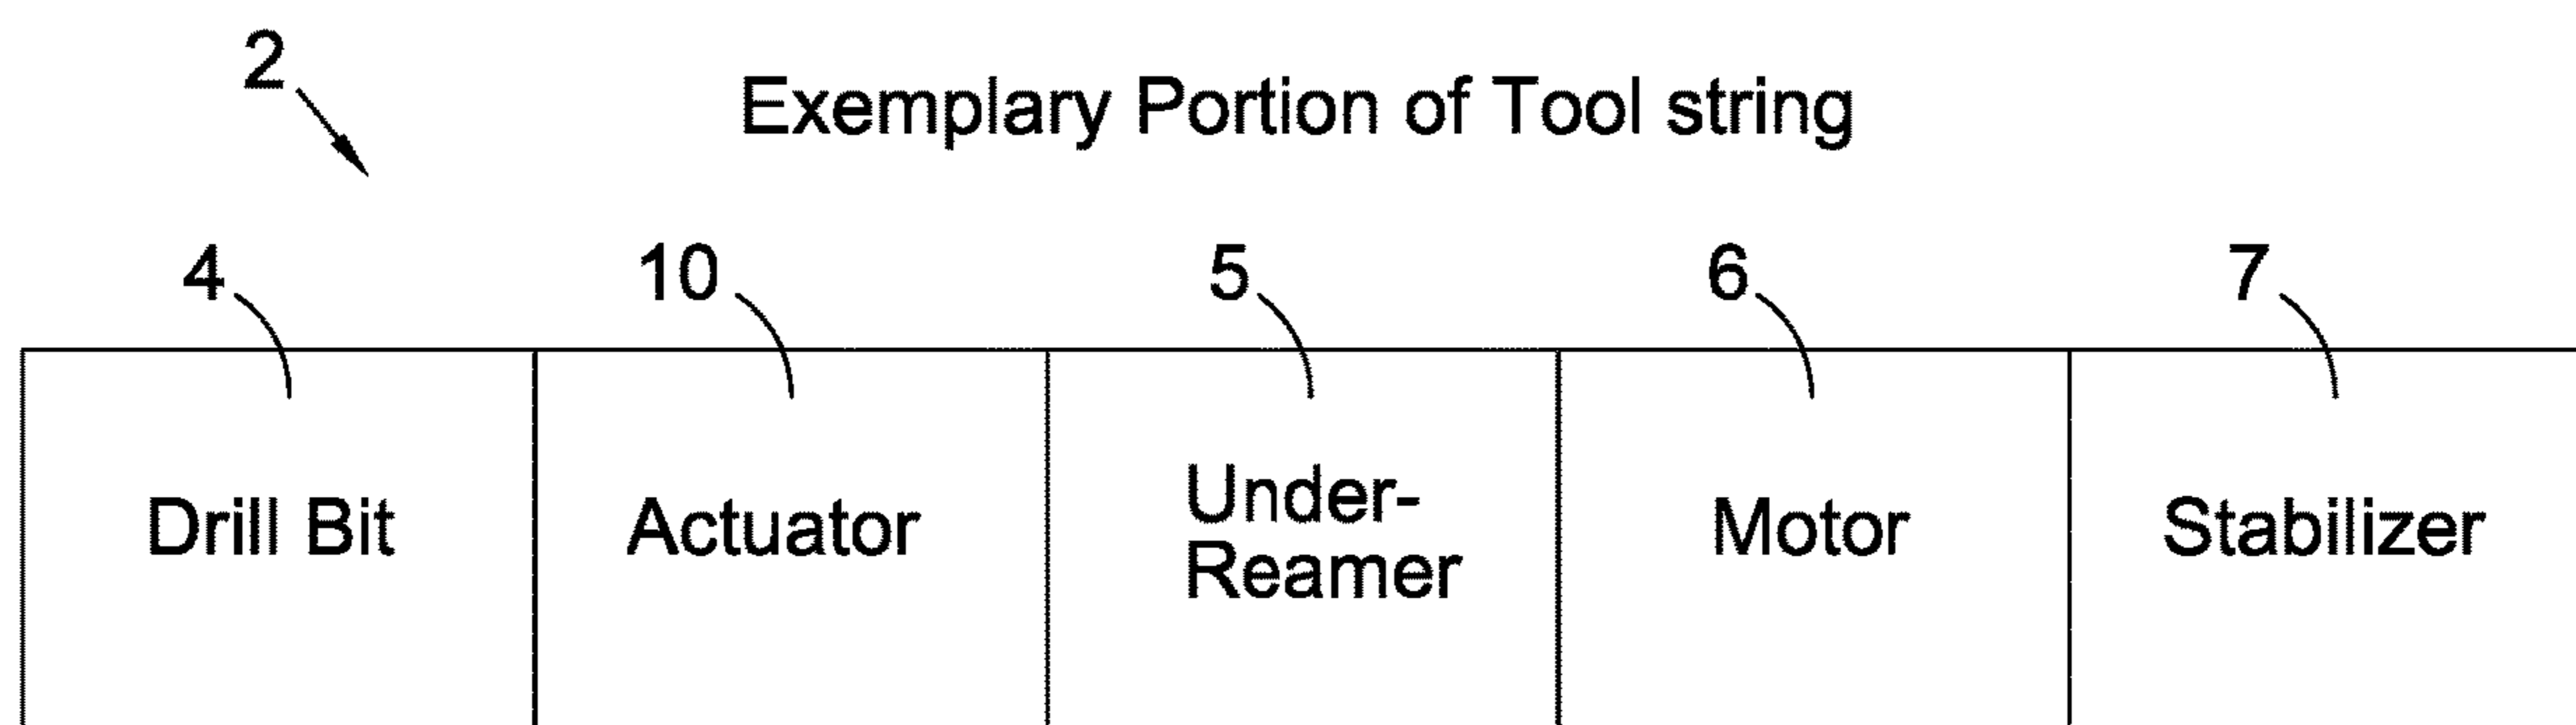 2
Exemplary Portion of Tool string
4 10 5 6 7
Drill Bit Actuator Under- Motor Stabilizer
Reamer